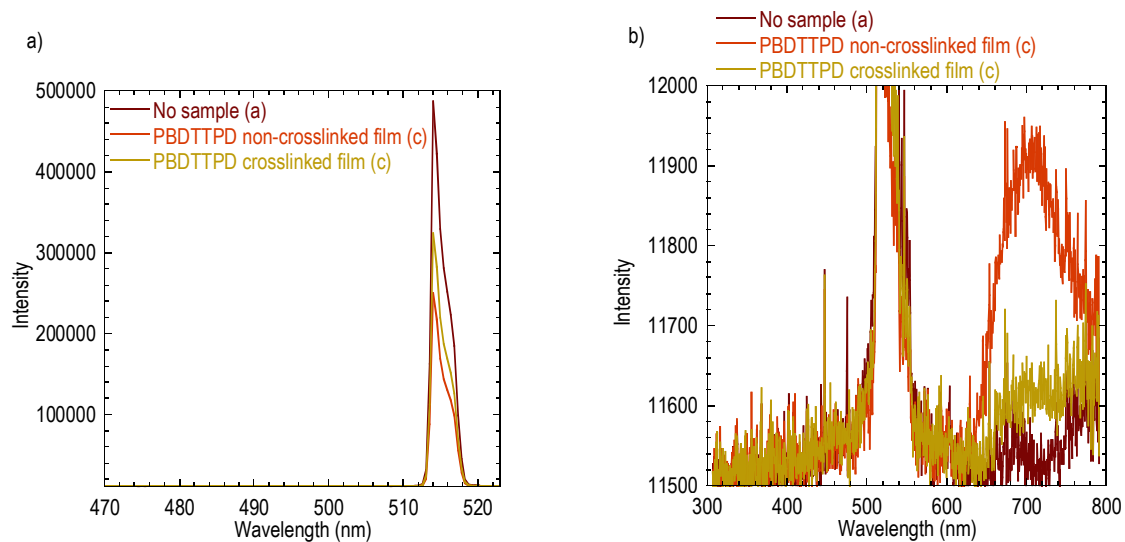 a)
No sample (a)
PBDTTPD non-crosslinked film (c)
PBDTTPD crosslinked film (c)
500000
400000
300000
200000
100000
Intensity
470 480 490 500 510 520
Wavelength (nm)
b)
No sample (a)
PBDTTPD non-crosslinked film (c)
PBDTTPD crosslinked film (c)
12000
11900
11800
11700
11600
11500
Intensity
300 400 500 600 700 800
Wavelength (nm)